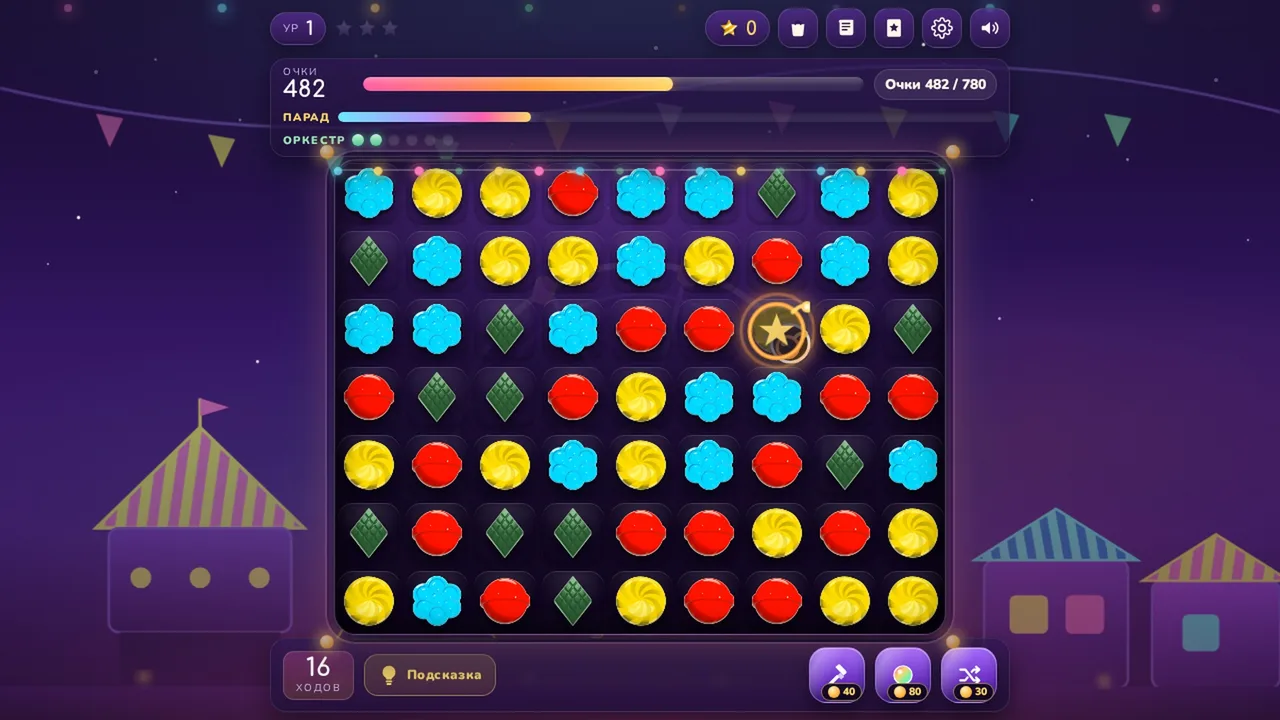 УР 1
0
ОЧКИ
482
Очки 482 / 780
ПАРАД
ОРКЕСТР
16
ХОДОВ
Подсказка
40
80
30